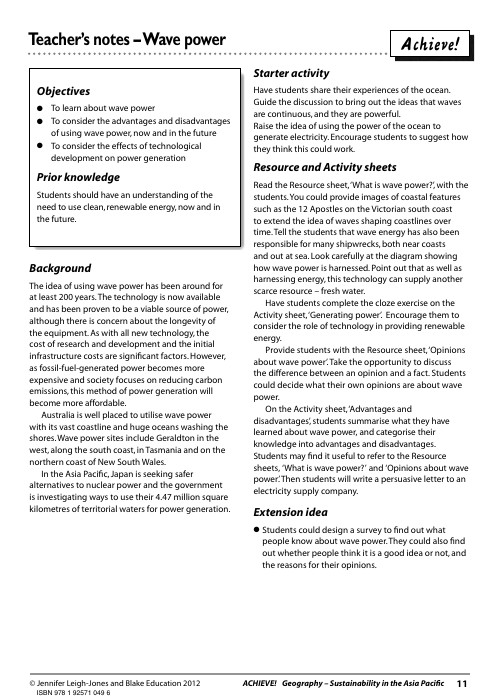 Teacher's notes – Wave power
Achieve!
Objectives
● To learn about wave power
● To consider the advantages and disadvantages
of using wave power, now and in the future
● To consider the effects of technological
development on power generation
Prior knowledge
Students should have an understanding of the
need to use clean, renewable energy, now and in
the future.
Background
The idea of using wave power has been around for
at least 200 years. The technology is now available
and has been proven to be a viable source of power,
although there is concern about the longevity of
the equipment. As with all new technology, the
cost of research and development and the initial
infrastructure costs are significant factors. However,
as fossil-fuel generated power becomes more
expensive and society focuses on reducing carbon
emissions, this method of power generation will
become more affordable.
Australia is well placed to utilise wave power
with its vast coastline and huge oceans washing the
shores. Wave power sites include Geraldton in the
west, along the south coast, in Tasmania and on the
northern coast of New South Wales.
In the Asia Pacific, Japan is seeking safer
alternatives to nuclear power and the government
is investigating ways to use their 4.47 million square
kilometres of territorial waters for power generation.
Starter activity
Have students share their experiences of the ocean.
Guide the discussion to bring out the ideas that waves
are continuous, and they are powerful.
Raise the idea of using the power of the ocean to
generate electricity. Encourage students to suggest how
they think this could work.
Resource and Activity sheets
Read the Resource sheet, 'What is wave power?', with the
students. You could provide images of coastal features
such as the 12 Apostles on the Victorian south coast
to extend the idea of waves shaping coastlines over
time. Tell the students that wave energy has also been
responsible for many shipwrecks, both near coasts
and out at sea. Look carefully at the diagram showing
how wave power is harnessed. Point out that as well as
harnessing energy, this technology can supply another
scarce resource – fresh water.
Have students complete the cloze exercise on the
Activity sheet, 'Generating power'. Encourage them to
consider the role of technology in providing renewable
energy.
Provide students with the Resource sheet, 'Opinions
about wave power'. Take the opportunity to discuss
the difference between an opinion and a fact. Students
could decide what their own opinions are about wave
power.
On the Activity sheet, 'Advantages and
disadvantages', students summarise what they have
learned about wave power, and categorise their
knowledge into advantages and disadvantages.
Students may find it useful to refer to the Resource
sheets, 'What is wave power?' and 'Opinions about wave
power'. Then students will write a persuasive letter to an
electricity supply company.
Extension idea
● Students could design a survey to find out what
people know about wave power. They could also find
out whether people think it is a good idea or not, and
the reasons for their opinions.
© Jennifer Leigh-Jones and Blake Education 2012
ISBN 978 1 92571 049 6
ACHIEVE! Geography – Sustainability in the Asia Pacific 11